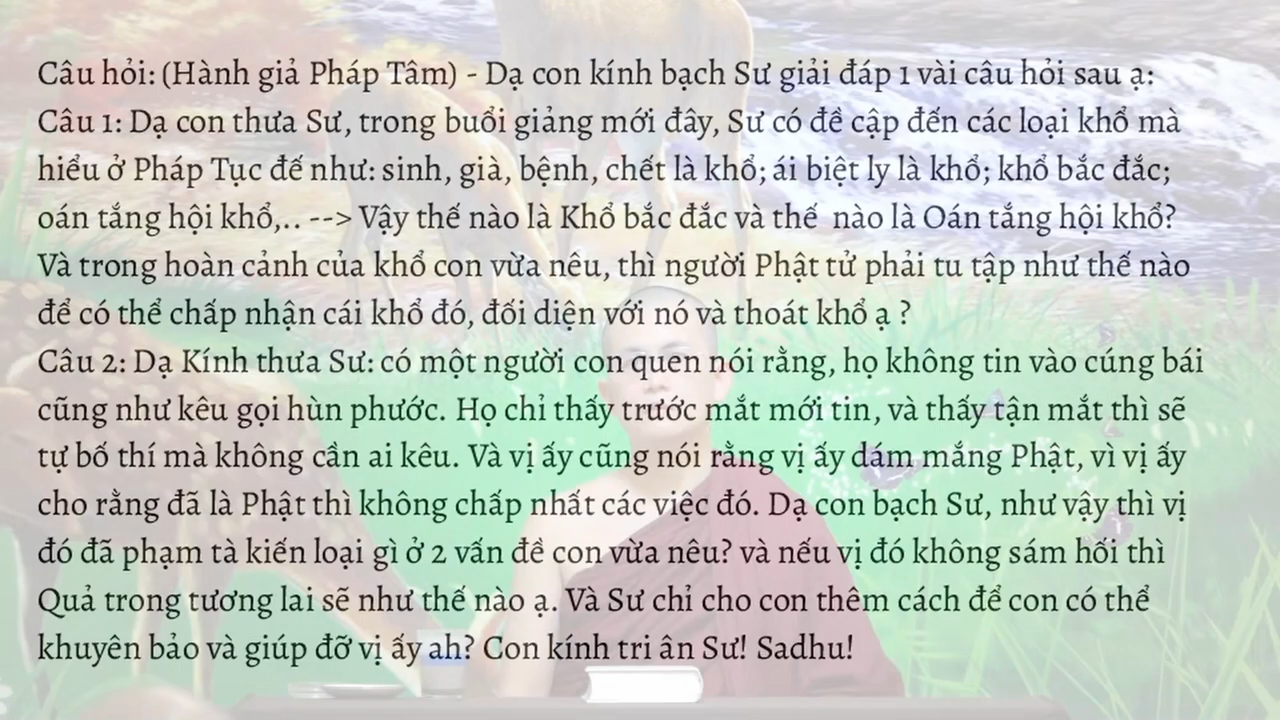 Câu hỏi: (Hành giả Pháp Tâm) - Dạ con kính bạch Sư giải đáp 1 vài câu hỏi sau ạ:
Câu 1: Dạ con thưa Sư, trong buổi giảng mới đây, Sư có đề cập đến các loại khổ mà
hiểu ở Pháp Tục đế như: sinh, già, bệnh, chết là khổ; ái biệt ly là khổ; khổ bắc đắc;
oán tắng hội khổ,.. --> Vậy thế nào là Khổ bắc đắc và thế nào là Oán tắng hội khổ?
Và trong hoàn cảnh của khổ con vừa nêu, thì người Phật tử phải tu tập như thế nào
để có thể chấp nhận cái khổ đó, đối diện với nó và thoát khổ ạ ?
Câu 2: Dạ Kính thưa Sư: có một người con quen nói rằng, họ không tin vào cúng bái
cũng như kêu gọi hùn phước. Họ chỉ thấy trước mắt mới tin, và thấy tận mắt thì sẽ
tự bố thí mà không cần ai kêu. Và vị ấy cũng nói rằng vị ấy dám mắng Phật, vì vị ấy
cho rằng đã là Phật thì không chấp nhất các việc đó. Dạ con bạch Sư, như vậy thì vị
đó đã phạm tà kiến loại gì ở 2 vấn đề con vừa nêu? và nếu vị đó không sám hối thì
Quả trong tương lai sẽ như thế nào ạ. Và Sư chỉ cho con thêm cách để con có thể
khuyên bảo và giúp đỡ vị ấy ah? Con kính tri ân Sư! Sadhu!